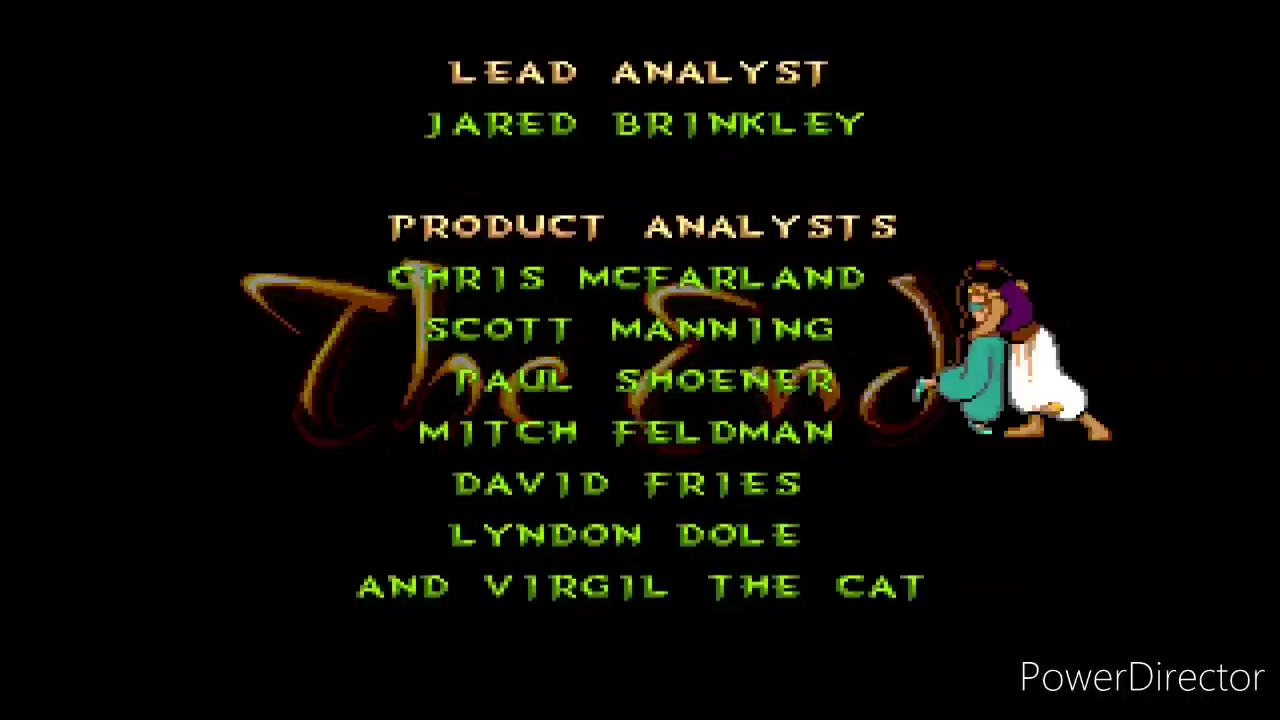 LEAD ANALYST
JARED BRINKLEY
PRODUCT ANALYSTS
CHRIS MCFARLAND
The End
SCOTT MANNING
PAUL SHOENER
MITCH FELDMAN
DAVID FRIES
LYNDON DOLE
AND VIRGIL THE CAT
PowerDirector